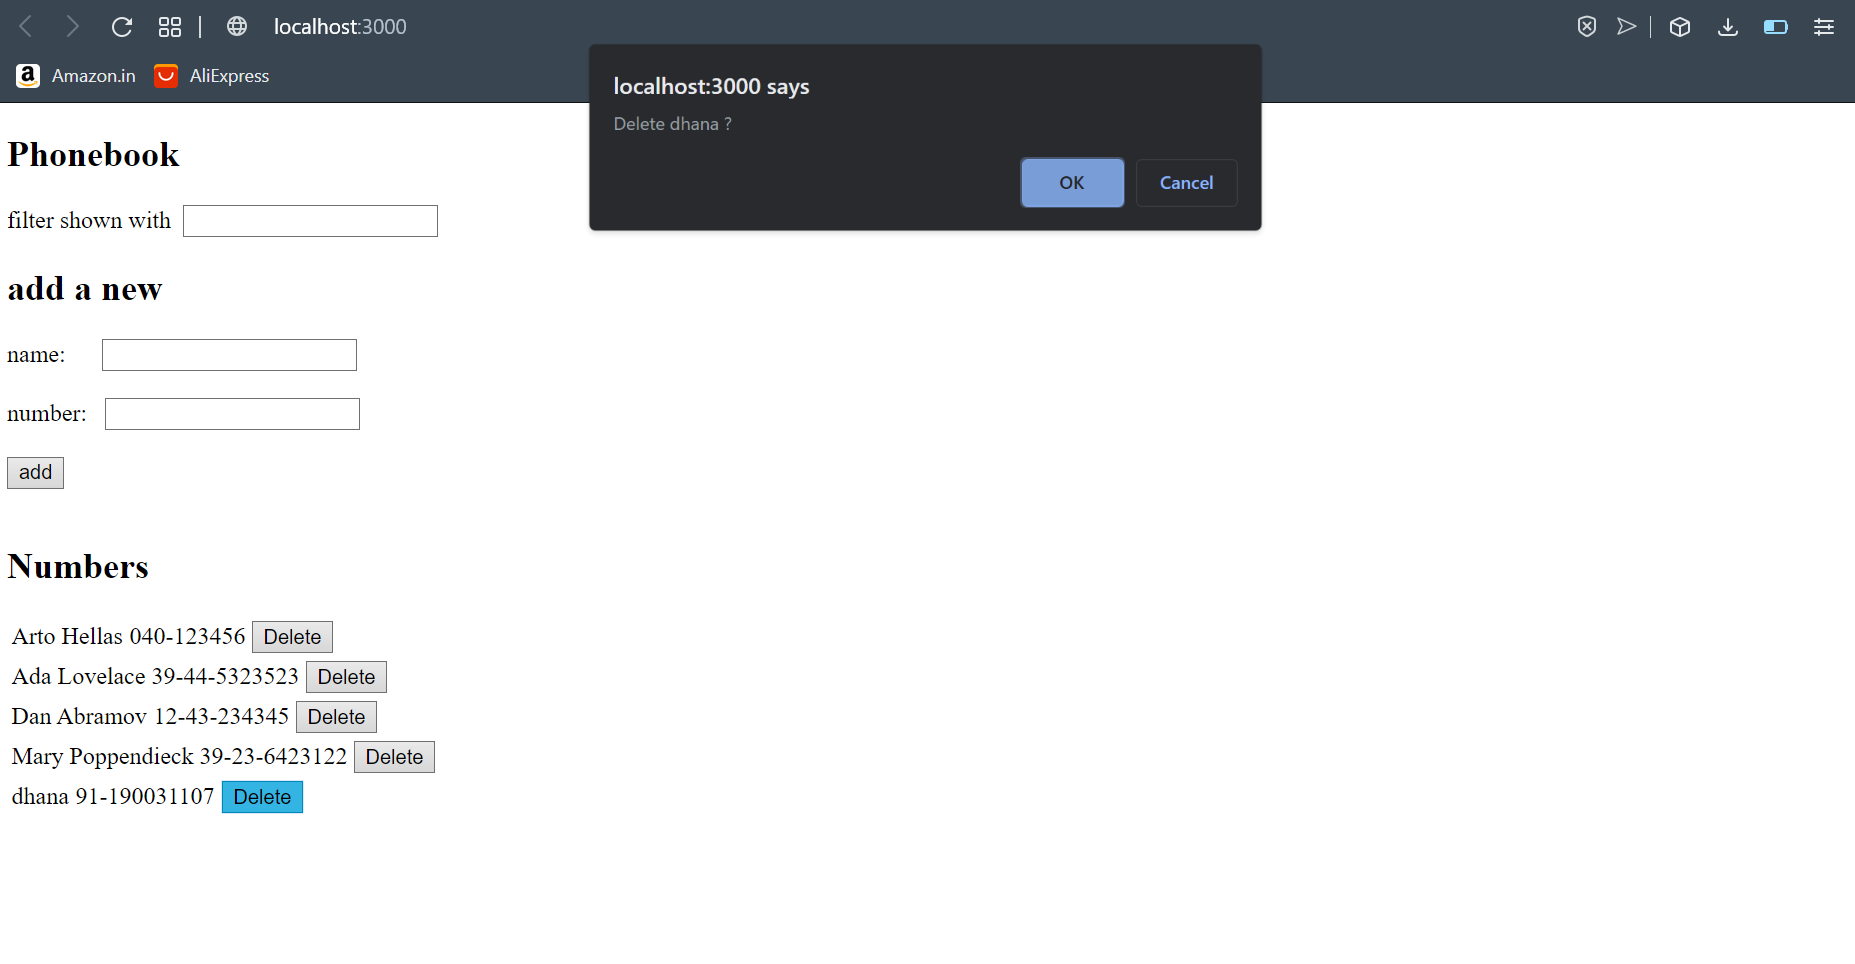 localhost:3000
Amazon.in AliExpress
localhost:3000 says
Delete dhana ?
OK Cancel
Phonebook
filter shown with
add a new
name:
number:
add
Numbers
Arto Hellas 040-123456 Delete
Ada Lovelace 39-44-5323523 Delete
Dan Abramov 12-43-234345 Delete
Mary Poppendieck 39-23-6423122 Delete
dhana 91-190031107 Delete